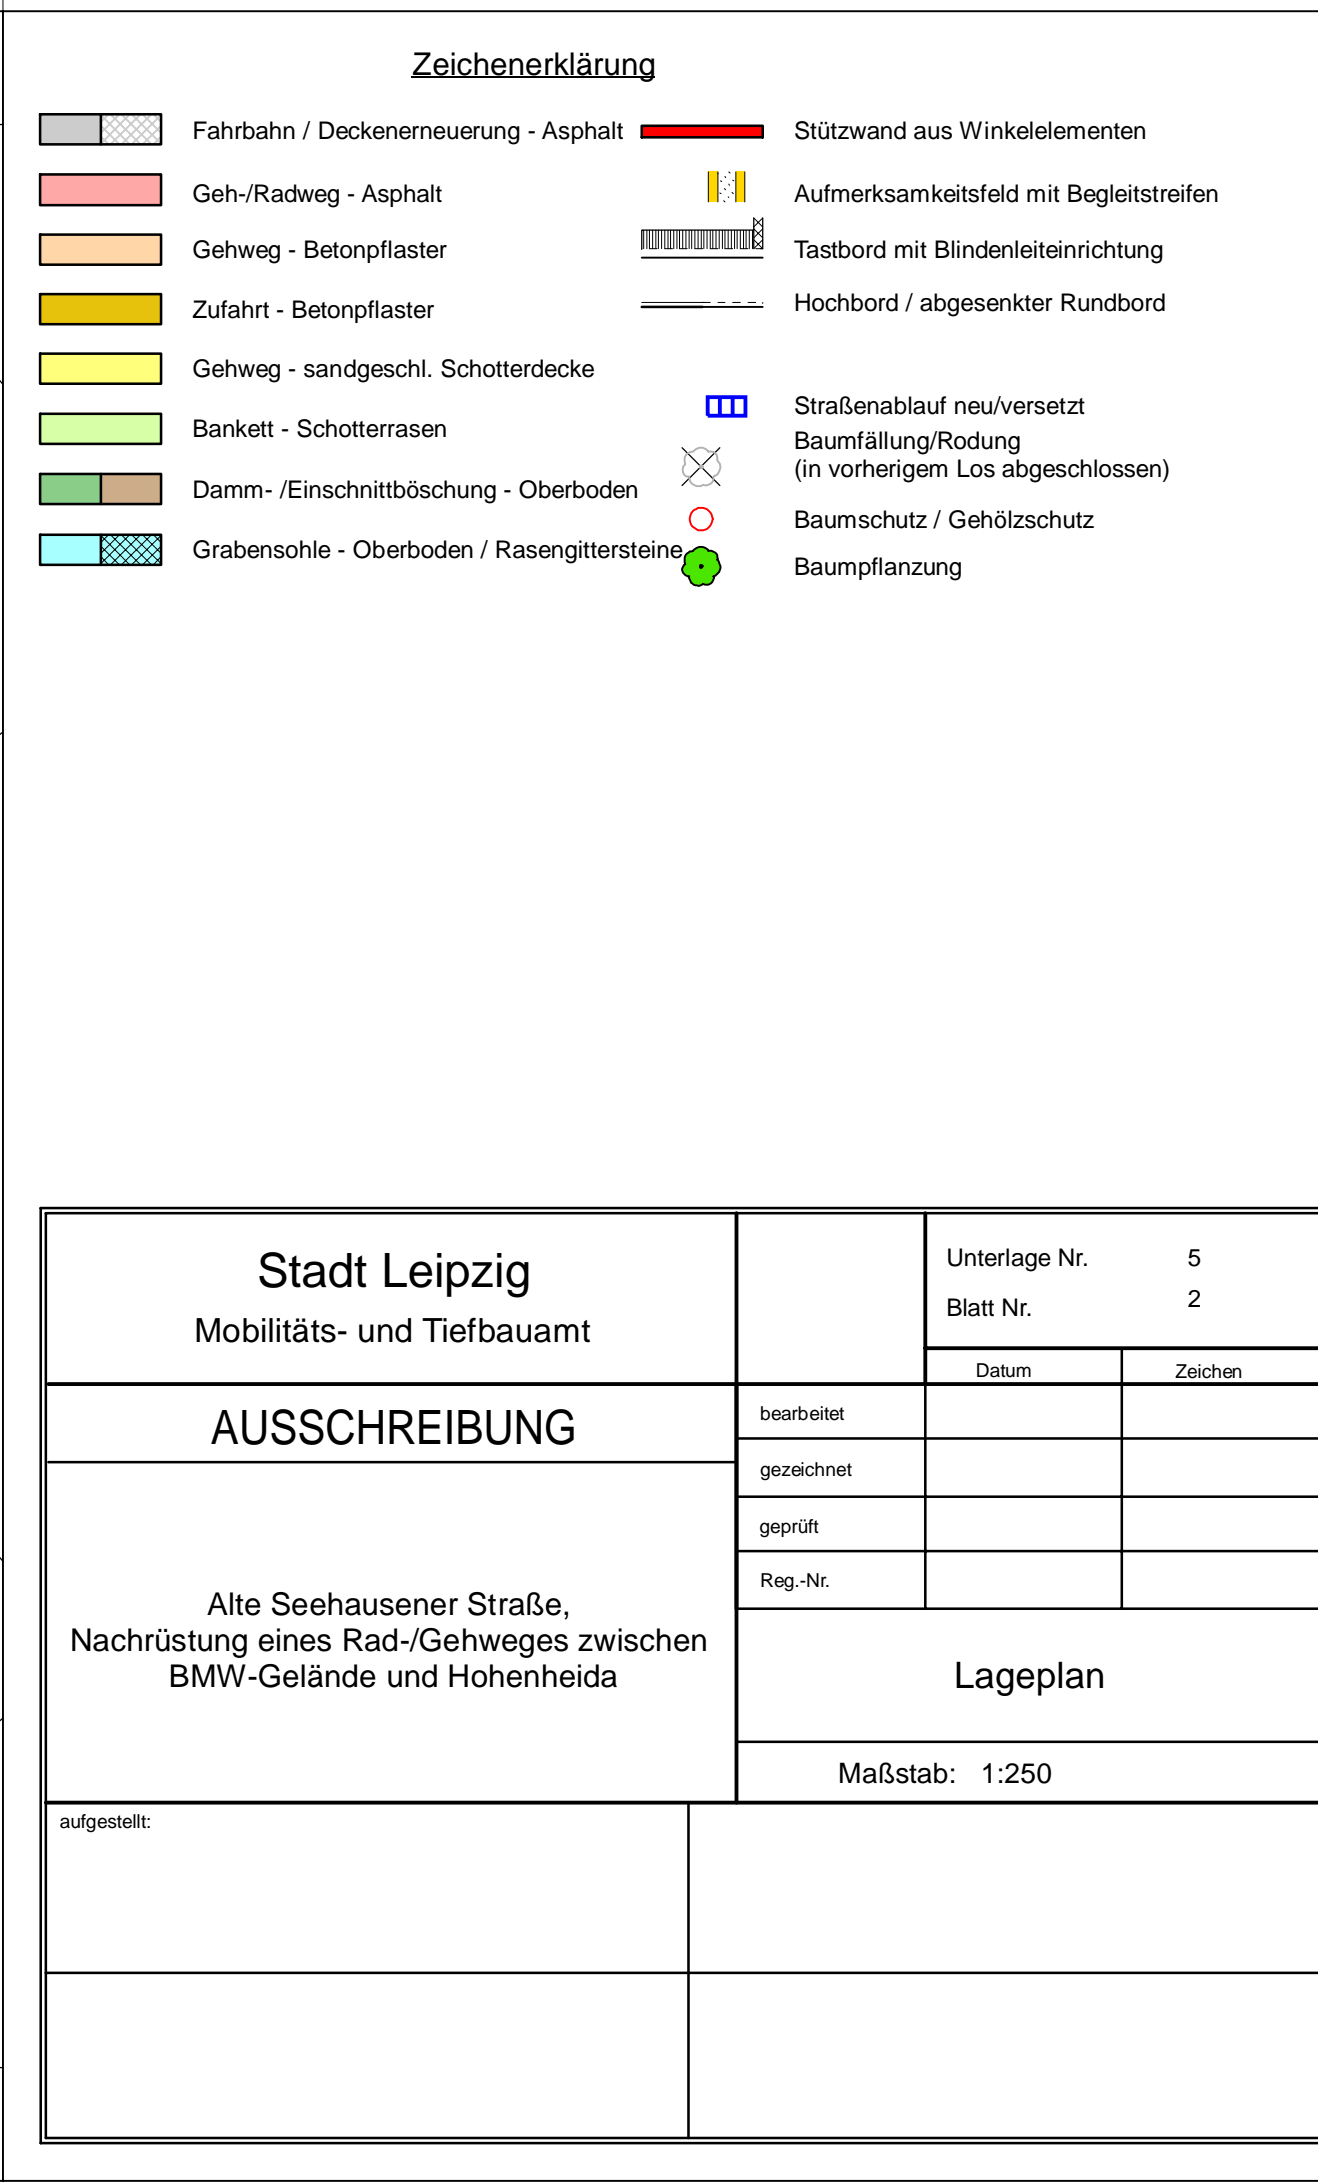 Zeichenerklärung
Fahrbahn / Deckenerneuerung - Asphalt
Geh-/Radweg - Asphalt
Gehweg - Betonpflaster
Zufahrt - Betonpflaster
Gehweg - sandgeschl. Schotterdecke
Bankett - Schotterrasen
Damm- /Einschnittböschung - Oberboden
Grabensohle - Oberboden / Rasengittersteine
Stützwand aus Winkelelementen
Aufmerksamkeitsfeld mit Begleitstreifen
Tastbord mit Blindenleiteinrichtung
Hochbord / abgesenkter Rundbord
Straßenablauf neu/versetzt
Baumfällung/Rodung
(in vorherigem Los abgeschlossen)
Baumschutz / Gehölzschutz
Baumpflanzung
Stadt Leipzig
Mobilitäts- und Tiefbauamt
Unterlage Nr. 5
Blatt Nr. 2
Datum Zeichen
AUSSCHREIBUNG
bearbeitet
gezeichnet
geprüft
Reg.-Nr.
Alte Seehausener Straße,
Nachrüstung eines Rad-/Gehweges zwischen
BMW-Gelände und Hohenheida
Lageplan
Maßstab: 1:250
aufgestellt: